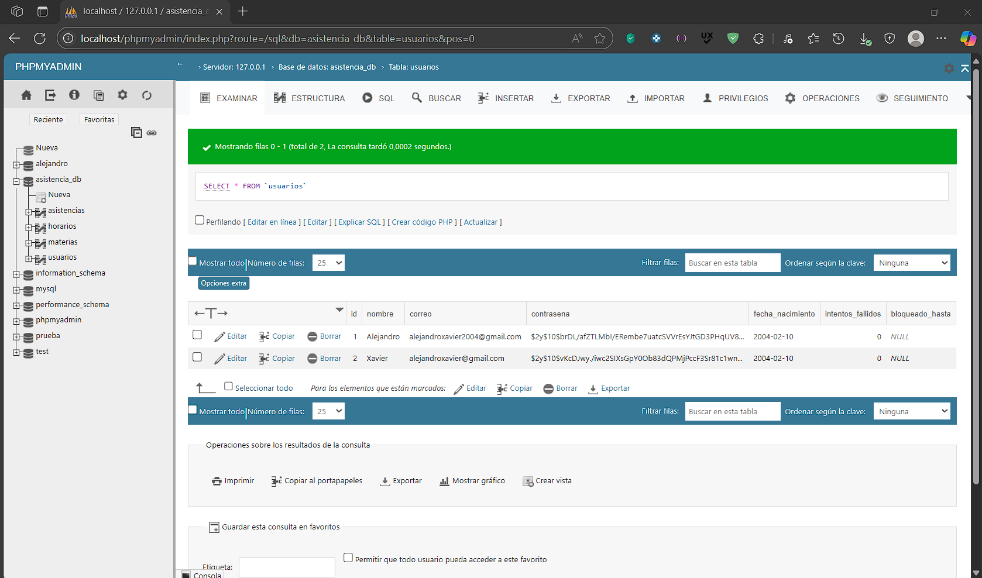 localhost / 127.0.0.1 / asistencia_
localhost/phpmyadmin/index.php?route=/sql&db=asistencia_db&table=usuarios&pos=0
PHPMYADMIN
Servidor: 127.0.0.1 › Base de datos: asistencia_db › Tabla: usuarios
EXAMINAR ESTRUCTURA SQL BUSCAR INSERTAR EXPORTAR IMPORTAR PRIVILEGIOS OPERACIONES SEGUIMIENTO
Reciente Favoritas
Nueva
alejandro
asistencia_db
Nueva
asistencias
horarios
materias
usuarios
information_schema
mysql
performance_schema
phpmyadmin
prueba
test
Mostrando filas 0 - 1 (total de 2, La consulta tardó 0,0002 segundos.)
SELECT * FROM `usuarios`
Perfilando [ Editar en línea ] [ Editar ] [ Explicar SQL ] [ Crear código PHP ] [ Actualizar ]
Mostrar todo Número de filas: 25 Filtrar filas: Buscar en esta tabla Ordenar según la clave: Ninguna
Opciones extra
←T→ id nombre correo contrasena fecha_nacimiento intentos_fallidos bloqueado_hasta
Editar Copiar Borrar 1 Alejandro alejandroxavier2004@gmail.com 2004-02-10 0 NULL
Editar Copiar Borrar 2 Xavier alejandroxavier@gmail.com 2004-02-10 0 NULL
Seleccionar todo Para los elementos que están marcados: Editar Copiar Borrar Exportar
Mostrar todo Número de filas: 25 Filtrar filas: Buscar en esta tabla Ordenar según la clave: Ninguna
Operaciones sobre los resultados de la consulta
Imprimir Copiar al portapapeles Exportar Mostrar gráfico Crear vista
Guardar esta consulta en favoritos
Etiqueta: Permitir que todo usuario pueda acceder a este favorito
Consola